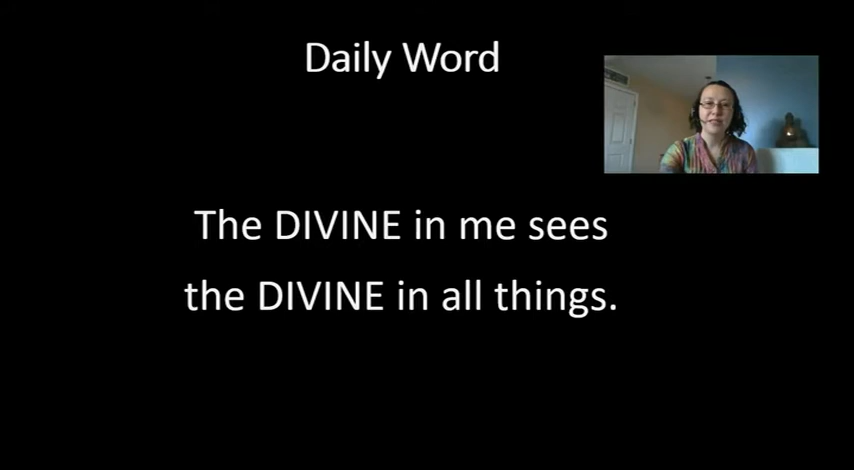 Daily Word
The DIVINE in me sees
the DIVINE in all things.